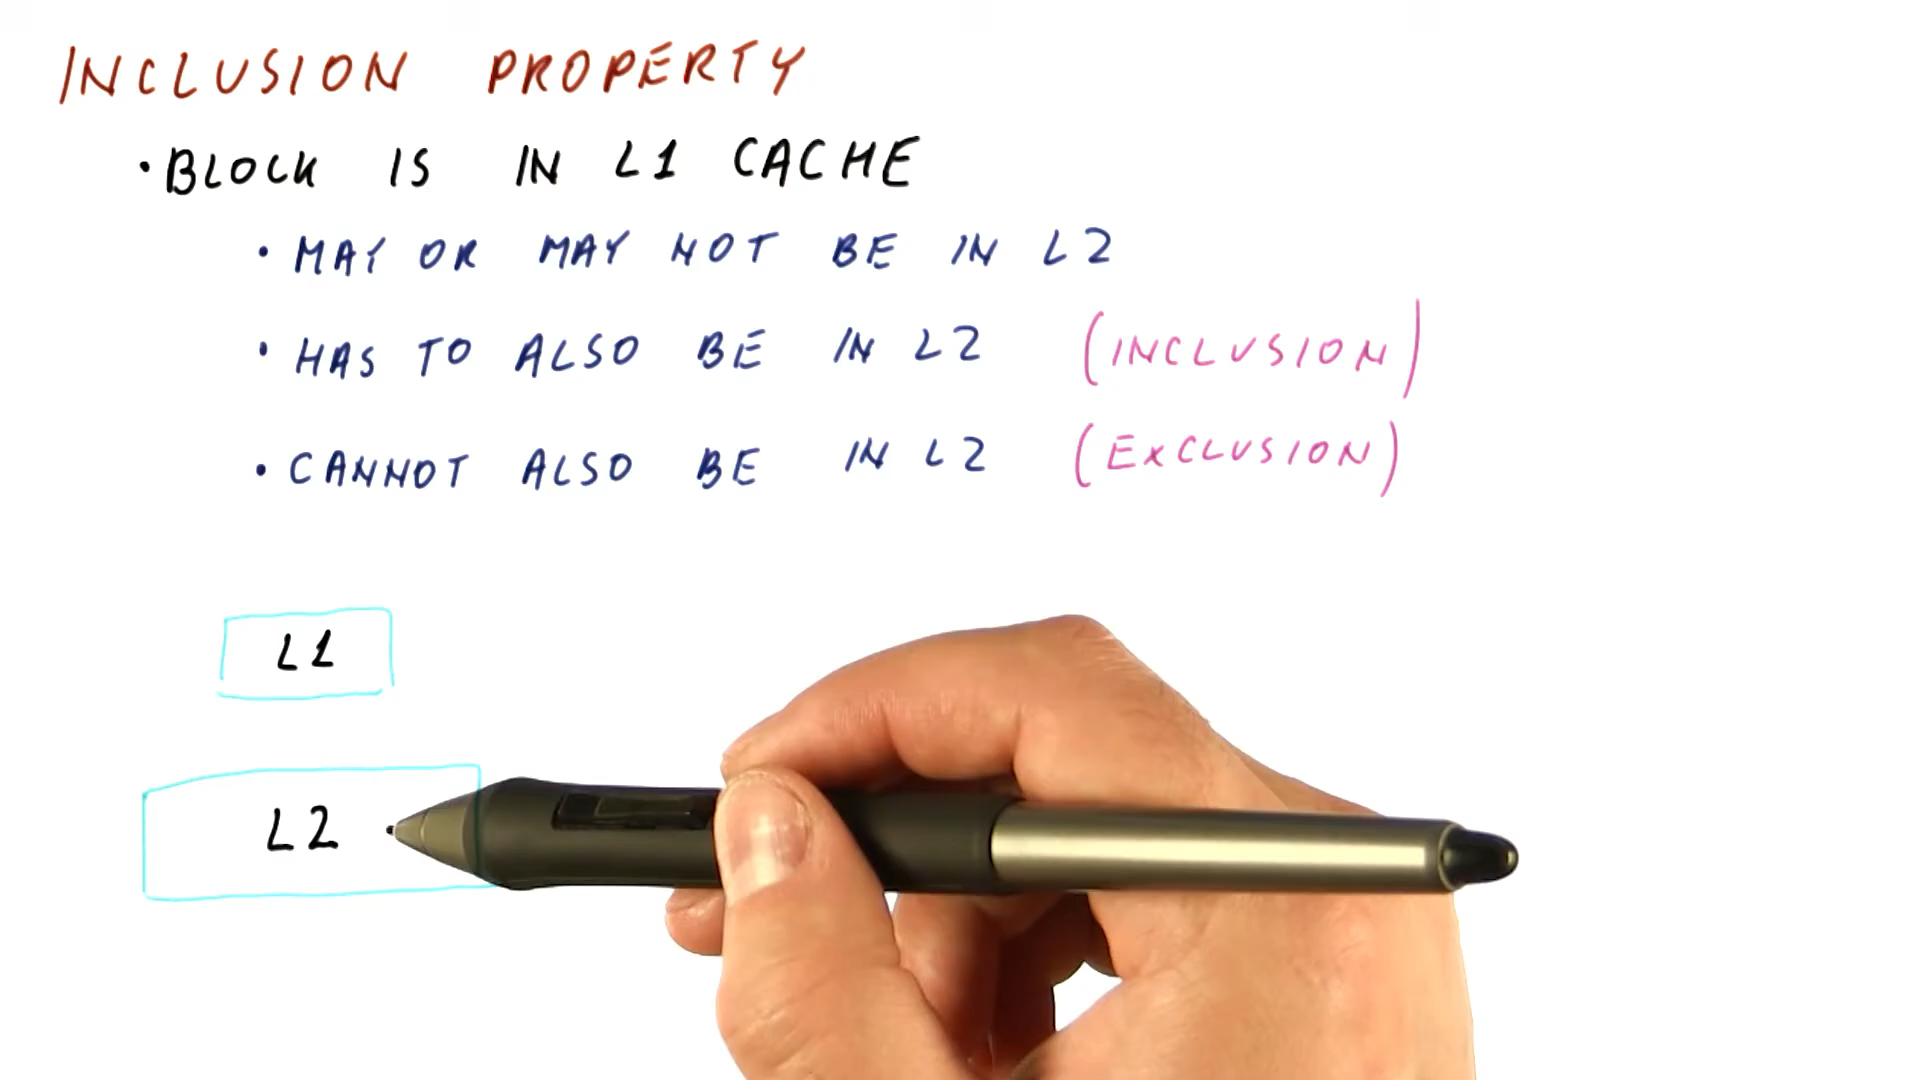 INCLUSION PROPERTY
• BLOCK IS IN L1 CACHE
• MAY OR MAY NOT BE IN L2
• HAS TO ALSO BE IN L2 (INCLUSION)
• CANNOT ALSO BE IN L2 (EXCLUSION)
L1
L2